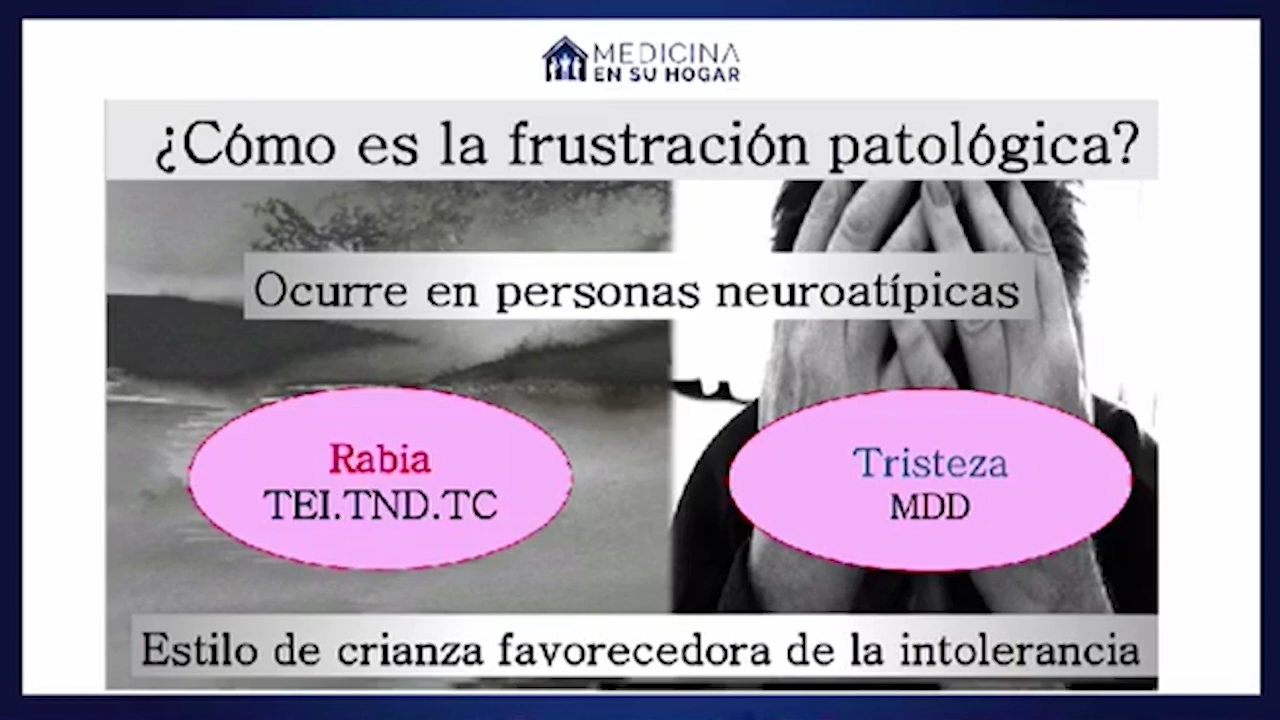 MEDICINA
EN SU HOGAR
¿Cómo es la frustración patológica?
Ocurre en personas neuroatípicas
Rabia
TEI.TND.TC
Tristeza
MDD
Estilo de crianza favorecedora de la intolerancia